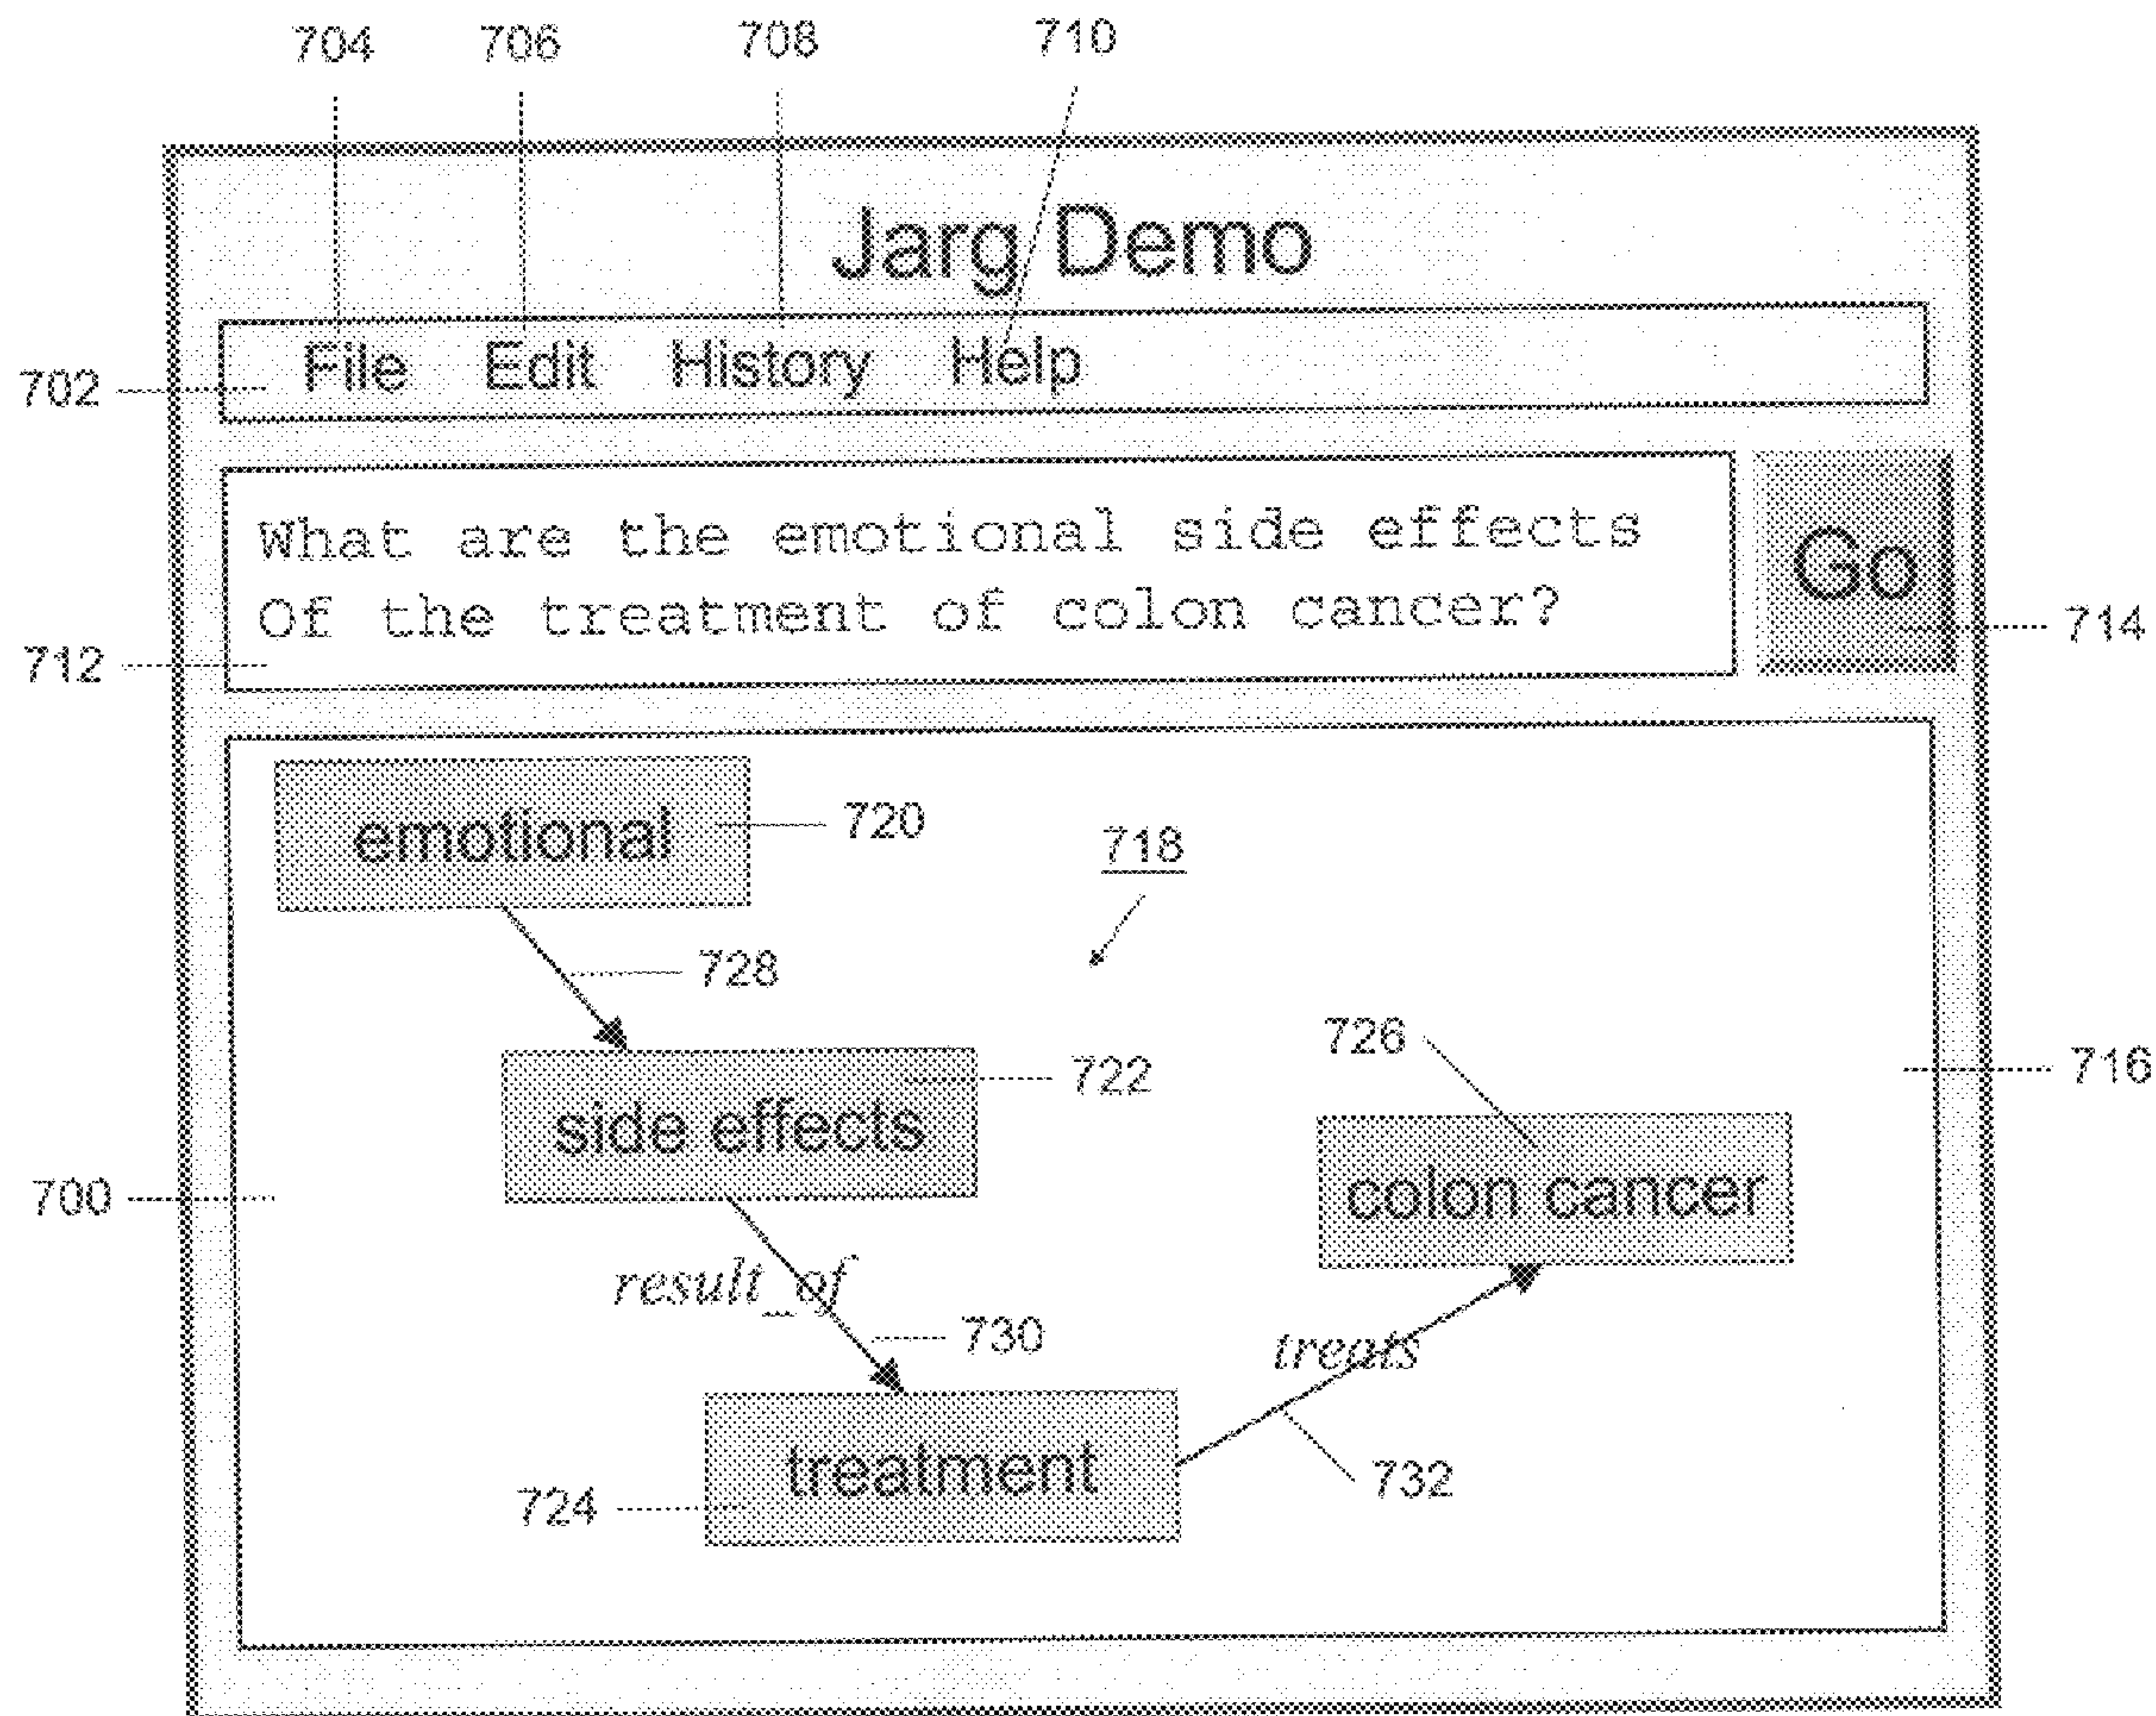 704 706 708 710
Jarg Demo
File Edit History Help
702
What are the emotional side effects
Of the treatment of colon cancer?
Go
714
712
emotional
720
718
728
726
722
716
side effects
colon cancer
700
result_of
730
treats
treatment
732
724